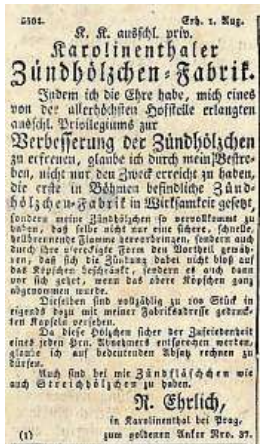 5302. Erh. 1. Aug.
K. K. ausschl. priv.
Karolinenthaler
Zündhölzchen-Fabrik.
Indem ich die Ehre habe, mich eines
von der allerhöchsten Hofstelle erlangten
ausschl. Privilegiums zur
Verbesserung der Zündhölzchen
zu erfreuen, glaube ich durch mein Bestre-
ben, nicht nur den Zweck erreicht zu haben,
die erste in Böhmen befindliche Zünd-
hölzchen-Fabrik in Wirksamkeit gesetzt,
sondern meine Zündhölzchen so vervollkommt zu
haben, daß selbe nicht nur eine sichere, schnelle,
hellbrennende Flamme hervorbringen, sondern auch
durch ihre viereckigte Form den Vortheil gewäh-
ren, daß sich die Zündung dabei nicht bloß auf
das Köpfchen beschränkt, sondern es auch dann
vor sich geht, wenn das obere Köpfchen ganz
abgenommen wurde.
Dieselben sind vollzählig zu 100 Stück in
eigends dazu mit meiner Fabriksadresse gedruck-
ten Kapseln versehen.
Da diese Hölzchen sicher der Zufriedenheit
eines jeden Hrn. Abnehmers entsprechen werden,
glaube ich auf bedeutenden Absatz rechnen zu
dürfen.
Auch sind bei mir Zündfläschchen wie
auch Streichhölzchen zu haben.
R. Ehrlich,
in Karolinenthal bei Prag,
(1) zum goldenen Anker Nro. 37.